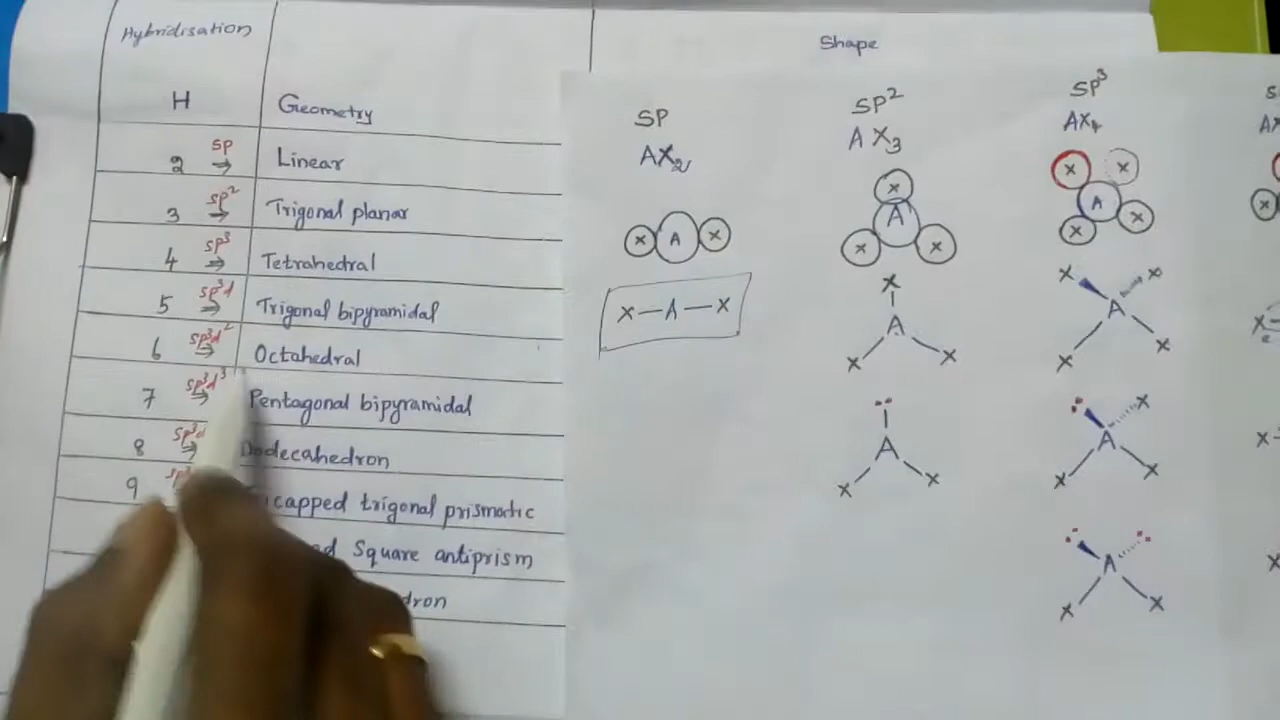 Hybridisation
Shape
H
Geometry
2 sp → Linear
3 sp² → Trigonal planar
4 sp³ → Tetrahedral
5 sp³d → Trigonal bipyramidal
6 sp³d² → Octahedral
7 sp³d³ → Pentagonal bipyramidal
8 sp³d → Dodecahedron
9 capped trigonal prismatic
Square antiprism
SP
AX₂
X A X
X—A—X
SP²
AX₃
X
A
X X
X
A
X X
A
X X
SP³
AX₄
X X
A
X X
X X
A
X X
X
A
X X
A
X X